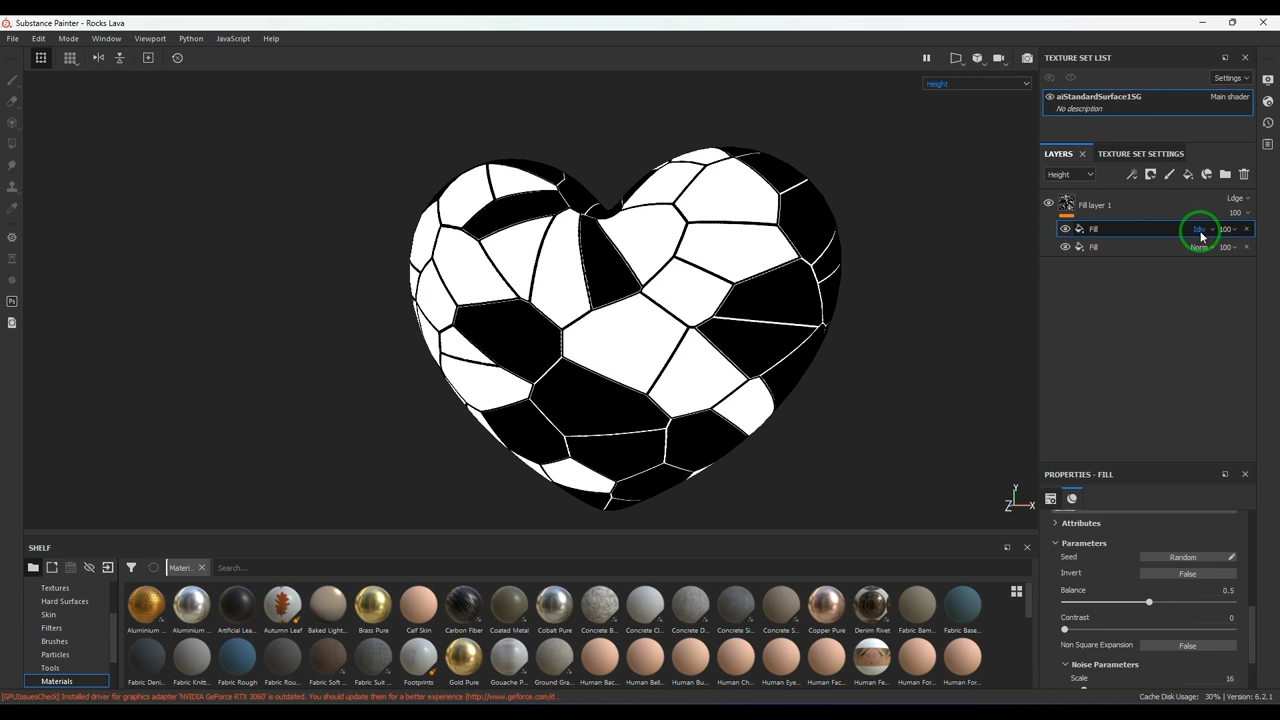 Substance Painter - Rocks Lava
File Edit Mode Window Viewport Python JavaScript Help
Height
TEXTURE SET LIST
Settings
aiStandardSurface1SG Main shader
No description
LAYERS TEXTURE SET SETTINGS
Height
Fill layer 1 Ldge
100
Fill Idiv 100
Fill Norm 100
PROPERTIES - FILL
Attributes
Parameters
Seed Random
Invert False
Balance 0.5
Contrast 0
Non Square Expansion False
Noise Parameters
Scale 16
Y
Z X
SHELF
Materi... Search...
Textures
Hard Surfaces
Skin
Filters
Brushes
Particles
Tools
Materials
Aluminium ... Aluminium ... Artificial Lea... Autumn Leaf Baked Light... Brass Pure Calf Skin Carbon Fiber Coated Metal Cobalt Pure Concrete B... Concrete Cl... Concrete D... Concrete Si... Concrete S... Copper Pure Denim Rivet Fabric Bam... Fabric Base...
Fabric Deni... Fabric Knitt... Fabric Rough Fabric Rou... Fabric Soft ... Footprints Gold Pure Gouache P... Ground Gra... Human Bac... Human Bell... Human Bu... Human Ch... Human Eye... Human Fac... Human Fe... Human For... Human For...
[GPUIssuesCheck] Installed driver for graphics adapter 'NVIDIA GeForce RTX 3060' is outdated. You should update them for a better experience (http://www.geforce.com/d...
Cache Disk Usage: 30% | Version: 6.2.1